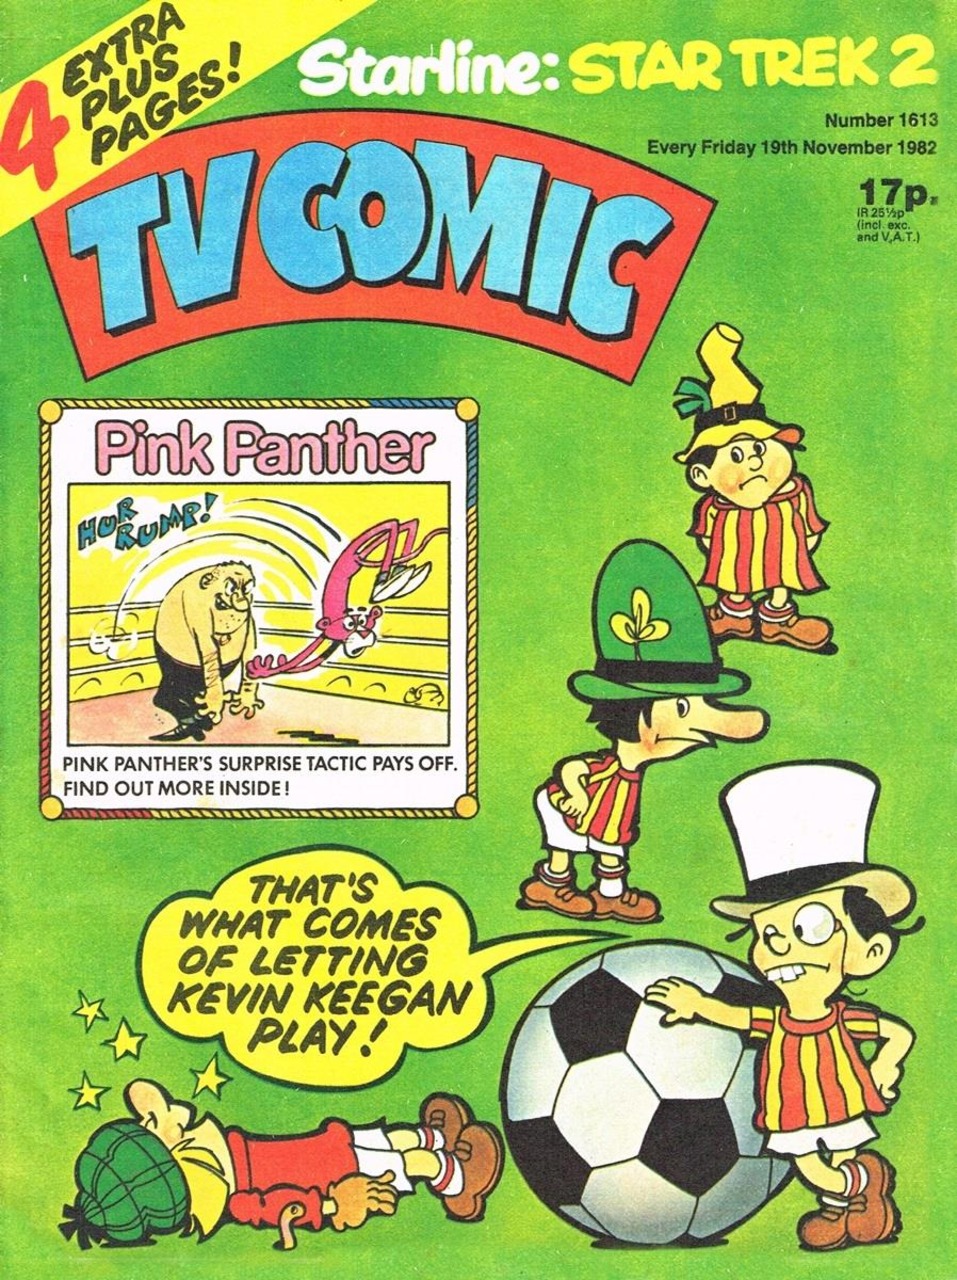 4 EXTRA
PLUS
PAGES!
Starline: STAR TREK 2
Number 1613
Every Friday 19th November 1982
17p.
IR 25½p
(incl. exc.
and V.A.T.)
TV COMIC
Pink Panther
HUR
RUMP!
PINK PANTHER'S SURPRISE TACTIC PAYS OFF.
FIND OUT MORE INSIDE!
THAT'S
WHAT COMES
OF LETTING
KEVIN KEEGAN
PLAY!